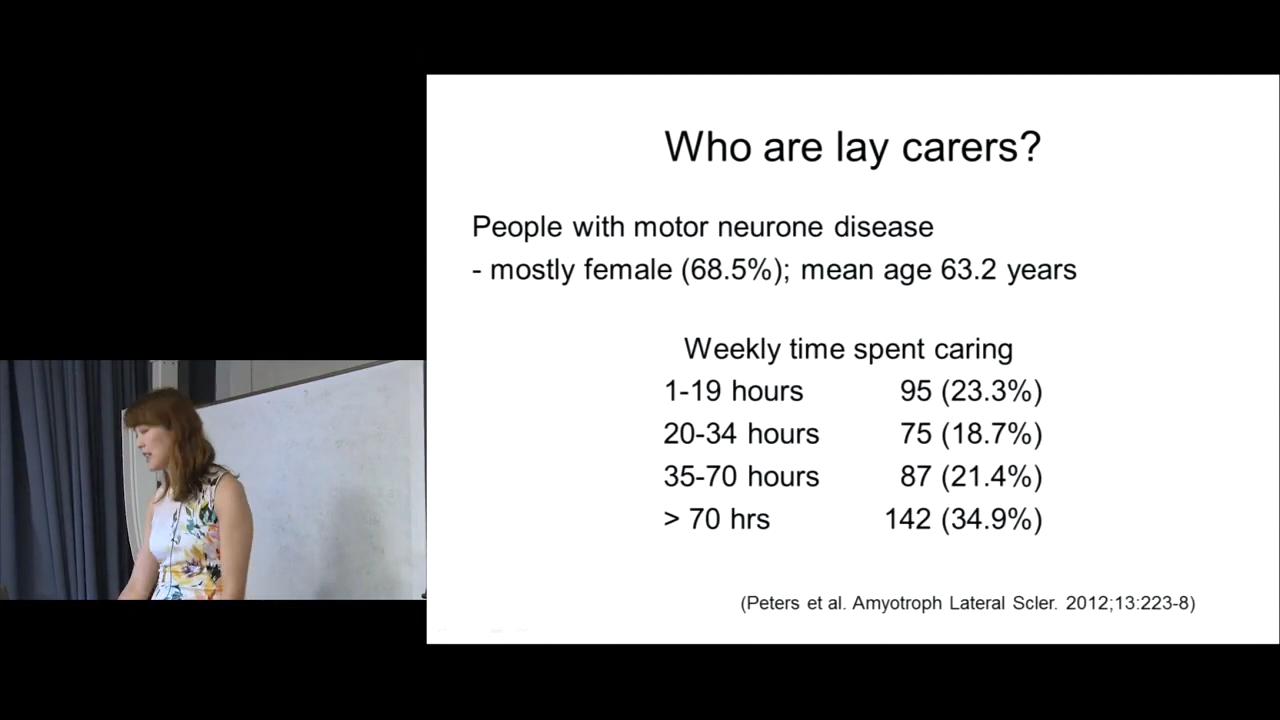 Who are lay carers?
People with motor neurone disease
- mostly female (68.5%); mean age 63.2 years
Weekly time spent caring
1-19 hours 95 (23.3%)
20-34 hours 75 (18.7%)
35-70 hours 87 (21.4%)
> 70 hrs 142 (34.9%)
(Peters et al. Amyotroph Lateral Scler. 2012;13:223-8)